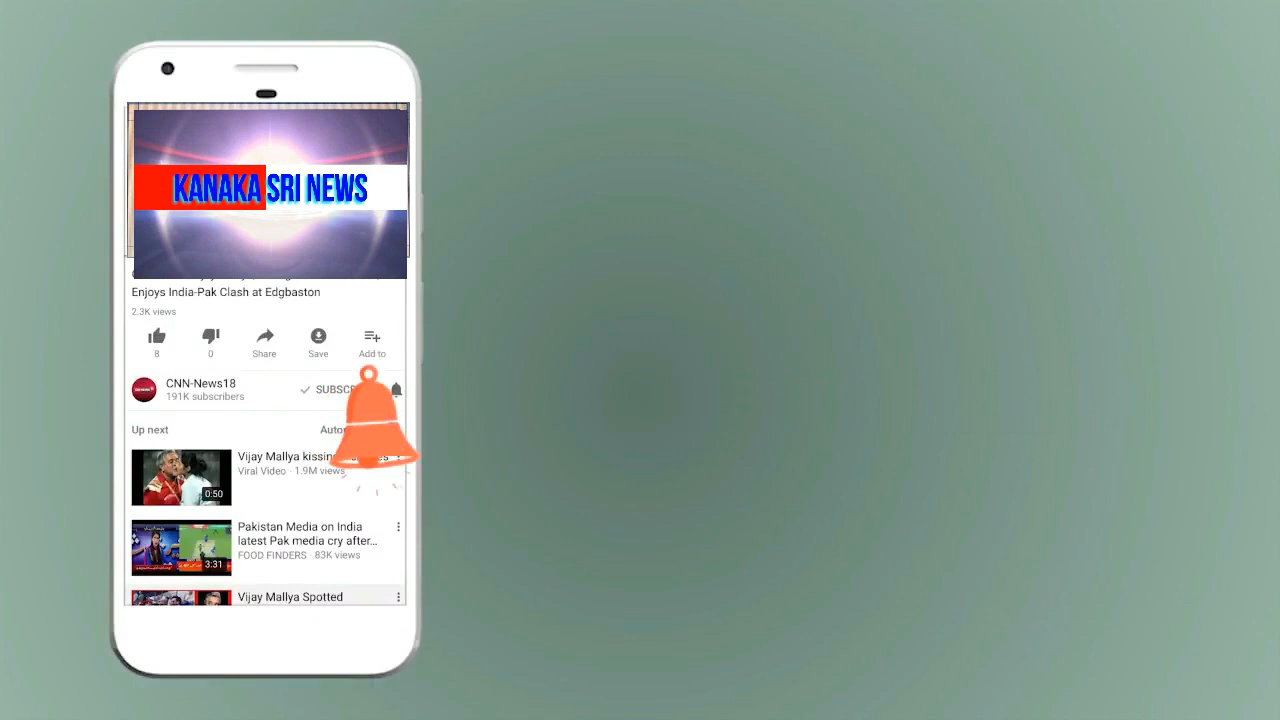 KANAKA SRI NEWS
Enjoys India-Pak Clash at Edgbaston
2.3K views
8
0
Share
Save
Add to
CNN-News18
191K subscribers
Up next
Vijay Mallya
Viral Video · 1.9M views
0:50
Pakistan Media on India
latest Pak media cry after...
FOOD FINDERS · 83K views
3:31
Vijay Mallya Spotted